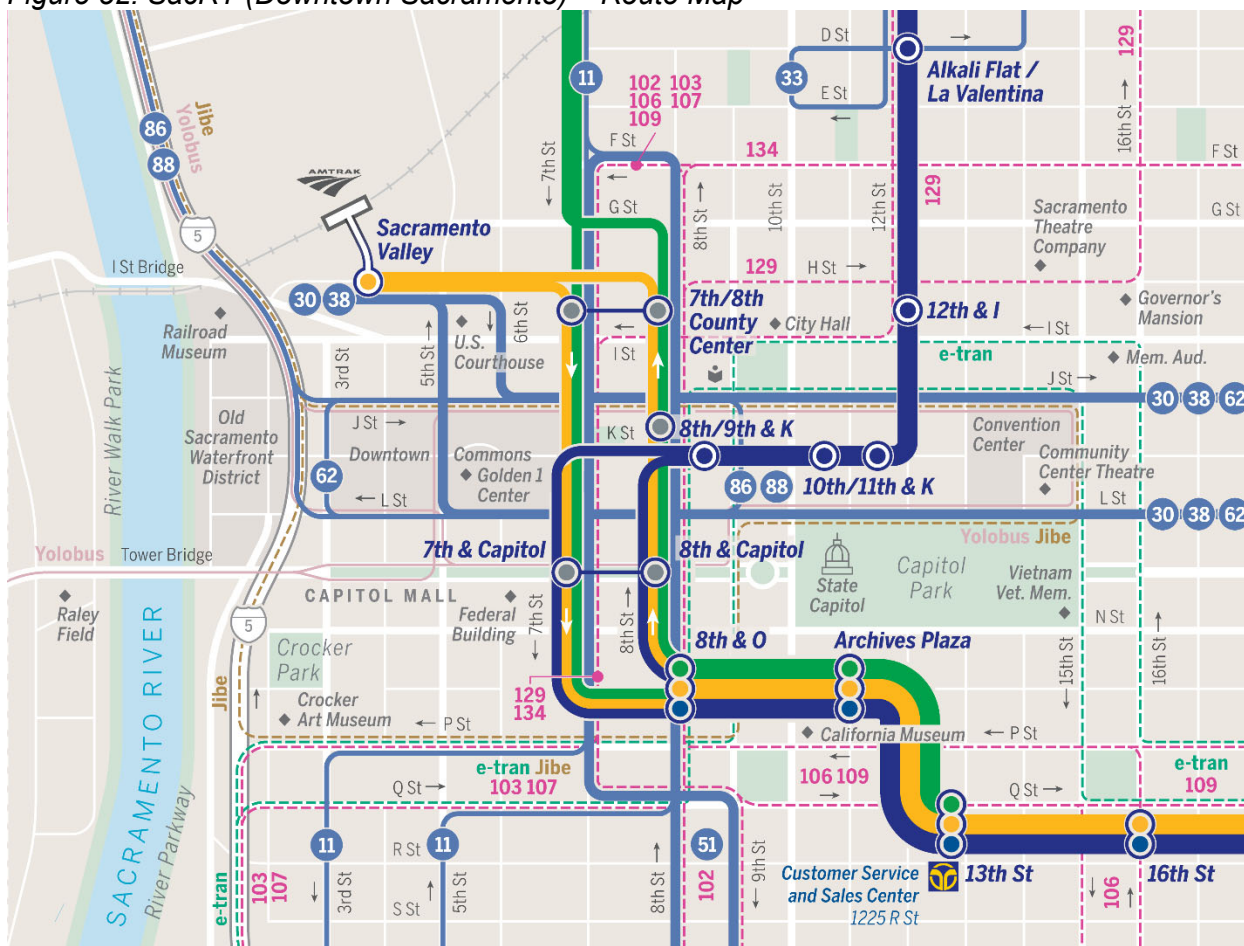 Figure 32: SacRT (Downtown Sacramento) – Route Map
D St →
11
33
Alkali Flat /
La Valentina
129
102 103
106 107
109
E St
←
16th St →
Jibe
Yolobus
86
88
F St
←
134
F St
AMTRAK
← 7th St
8th St →
10th St
12th St →
129
G St
G St
Sacramento
Theatre
Company
Sacramento
Valley
5
I St Bridge
129
H St →
30 38
6th St
←
7th/8th
County
Center
City Hall
12th & I
Governor's
Mansion
Railroad
Museum
3rd St
5th St →
U.S.
Courthouse
←
I St
← I St
e-tran
Mem. Aud.
J St →
30 38 62
River Walk Park
Old
Sacramento
Waterfront
District
J St →
Downtown
Commons
K St
8th/9th & K
Convention
Center
Community
Center Theatre
62
Golden 1
Center
86 88
10th/11th & K
← L St
L St
←
30 38 62
Yolobus
Tower Bridge
7th & Capitol
8th & Capitol
Yolobus Jibe
State
Capitol
Capitol
Park
Vietnam
Vet. Mem.
CAPITOL MALL
Raley
Field
Federal
Building
← 7th St
8th St →
N St
5
8th & O
Archives Plaza
← 15th St
16th St →
Crocker
Park
Jibe
129
134
Crocker
Art Museum
← P St
California Museum
← P St
SACRAMENTO RIVER
River Parkway
e-tran Jibe
103 107
106 109
e-tran
109
Q St →
Q St →
11
11
51
R St
← 3rd St
5th St →
8th St →
← 9th St
103
107
e-tran
102
S St
Customer Service
and Sales Center
1225 R St
13th St
16th St
106